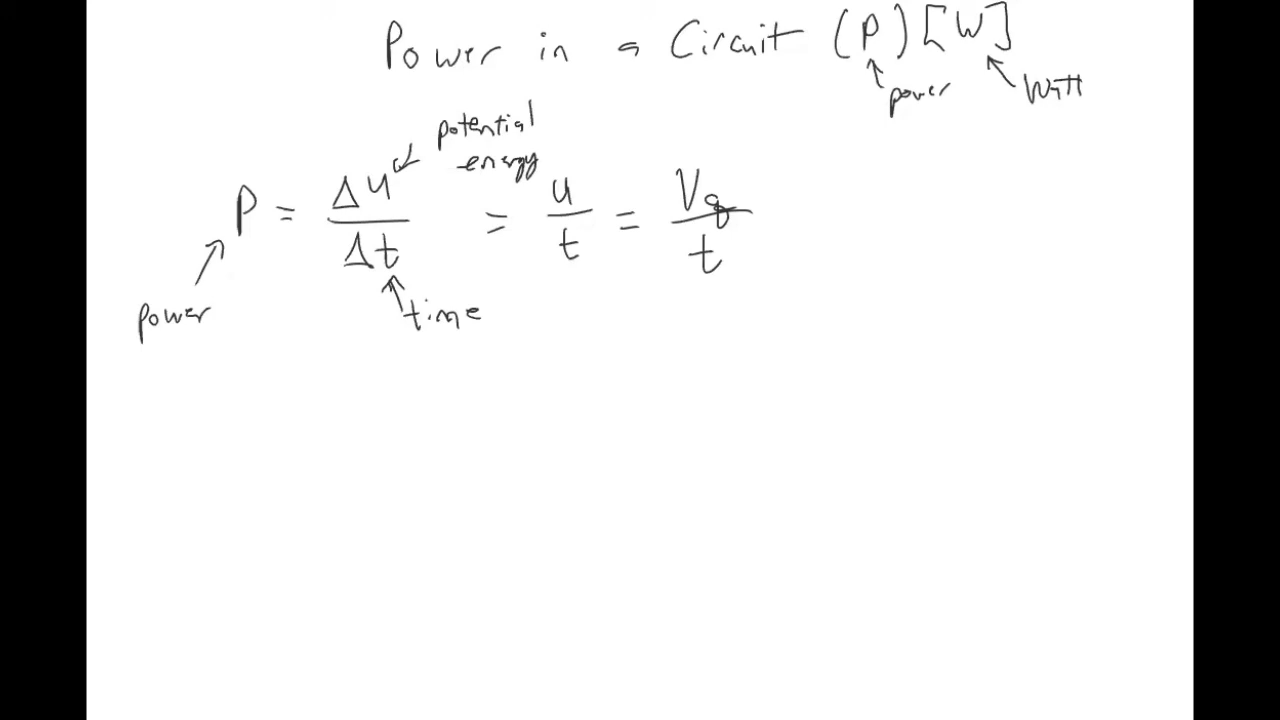 Power in a Circuit (P) [W]
power
Watt
potential
energy
P = Δu/Δt = u/t = Vq/t
power
time